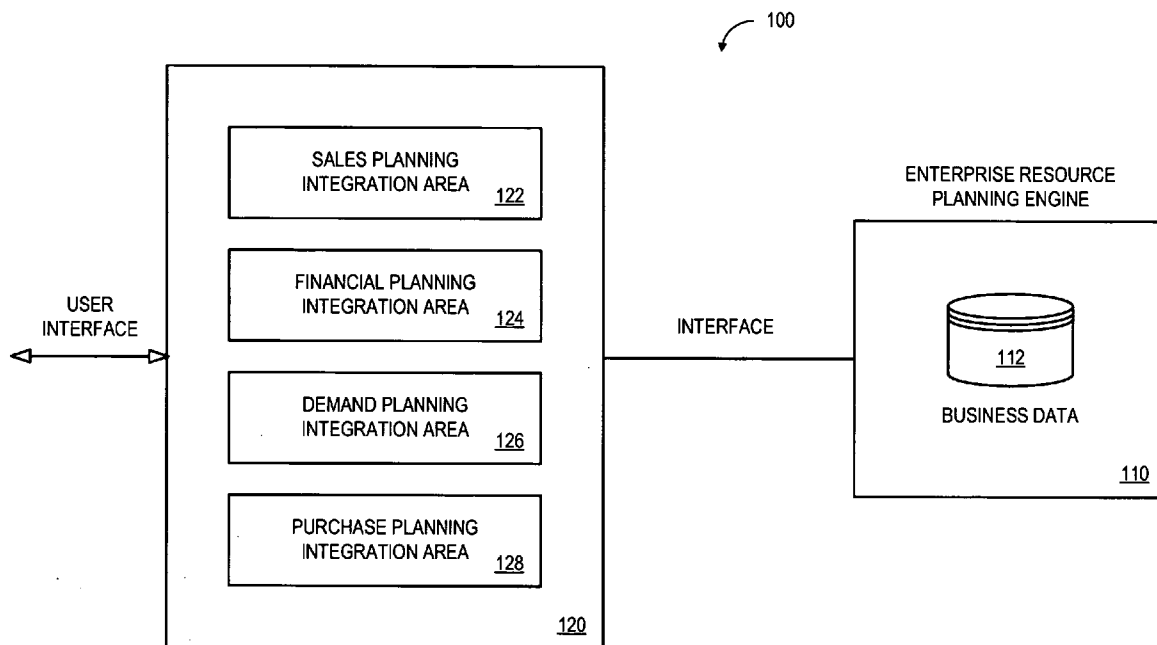 100
SALES PLANNING
INTEGRATION AREA
122
FINANCIAL PLANNING
INTEGRATION AREA
124
DEMAND PLANNING
INTEGRATION AREA
126
PURCHASE PLANNING
INTEGRATION AREA
128
120
USER
INTERFACE
INTERFACE
ENTERPRISE RESOURCE
PLANNING ENGINE
112
BUSINESS DATA
110